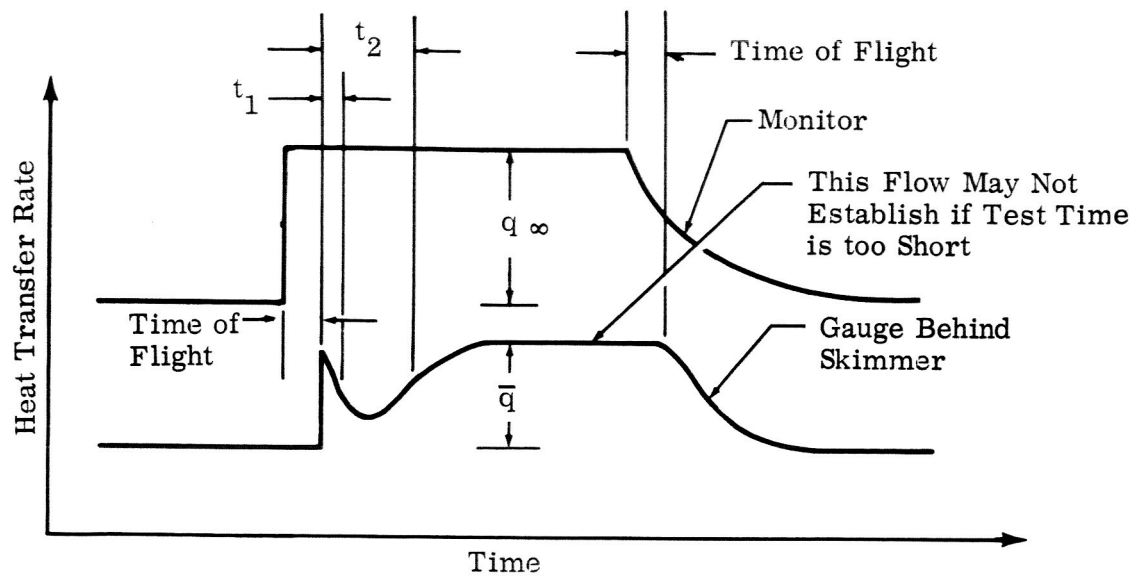 t2
Time of Flight
t1
Monitor
This Flow May Not
Establish if Test Time
is too Short
q∞
Time of
Flight
Gauge Behind
Skimmer
q̄
Heat Transfer Rate
Time